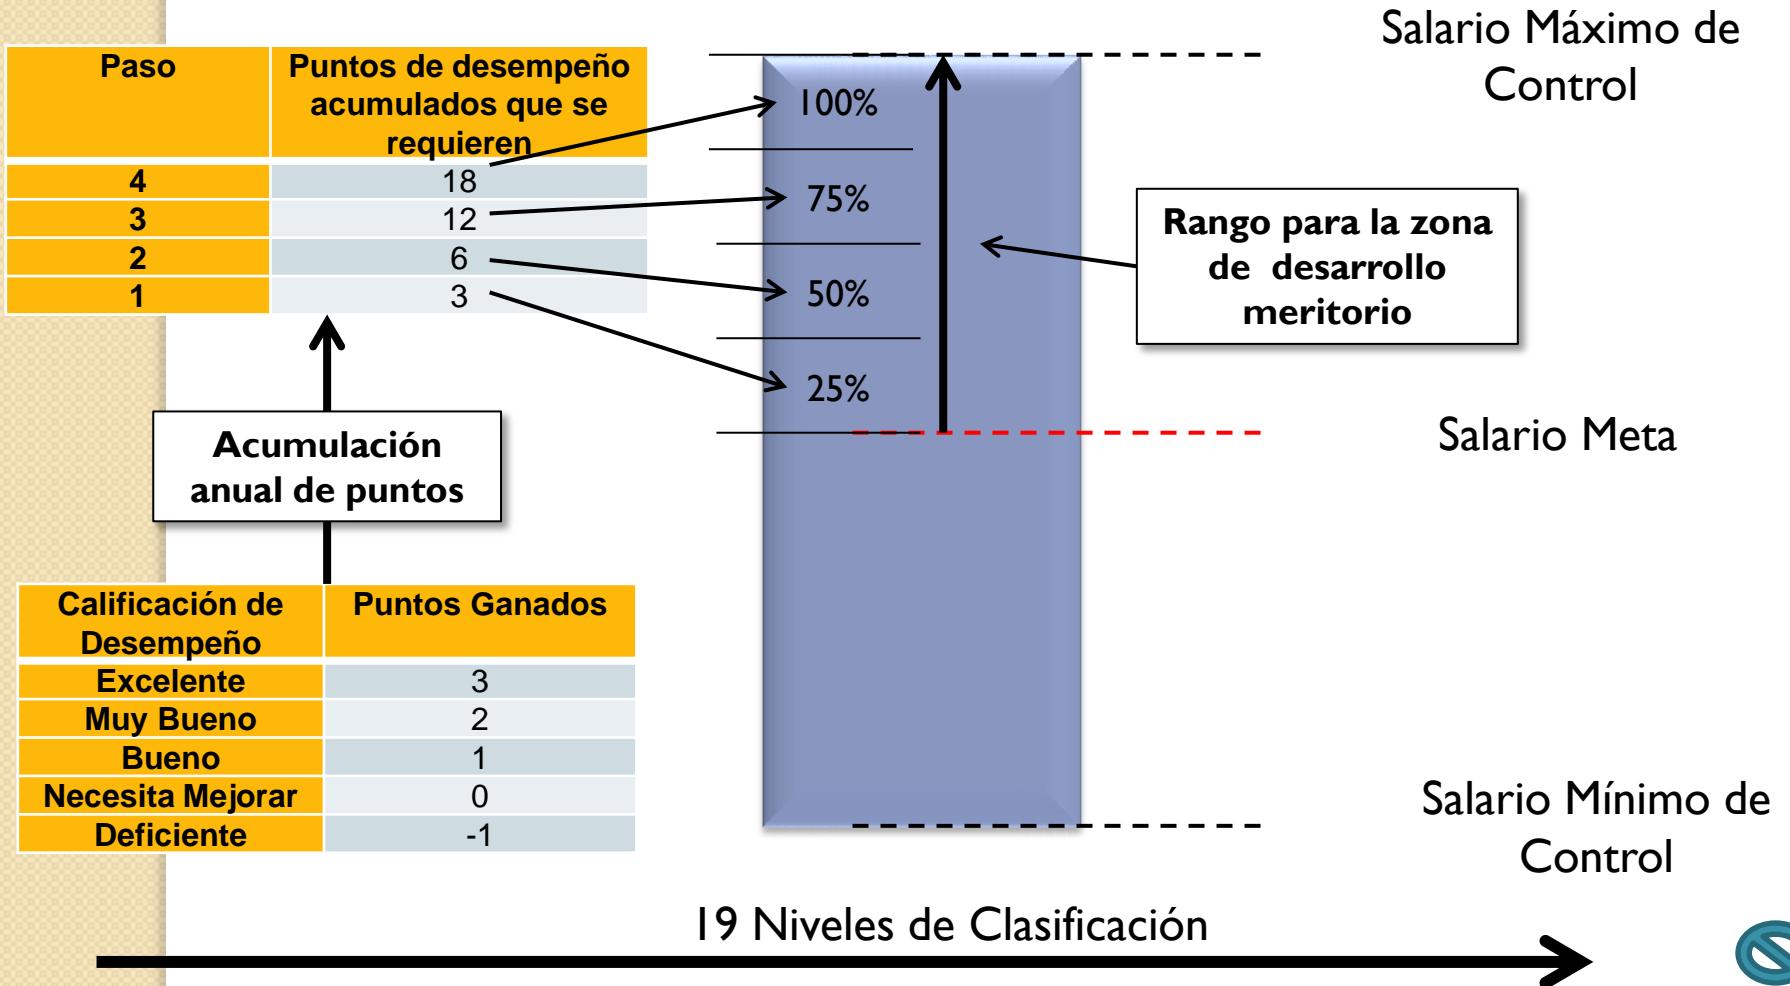 Salario Máximo de
Control
Paso
Puntos de desempeño
acumulados que se
requieren
4 18
3 12
2 6
1 3
100%
75%
50%
25%
Rango para la zona
de desarrollo
meritorio
Salario Meta
Acumulación
anual de puntos
Calificación de
Desempeño
Puntos Ganados
Excelente 3
Muy Bueno 2
Bueno 1
Necesita Mejorar 0
Deficiente -1
Salario Mínimo de
Control
19 Niveles de Clasificación